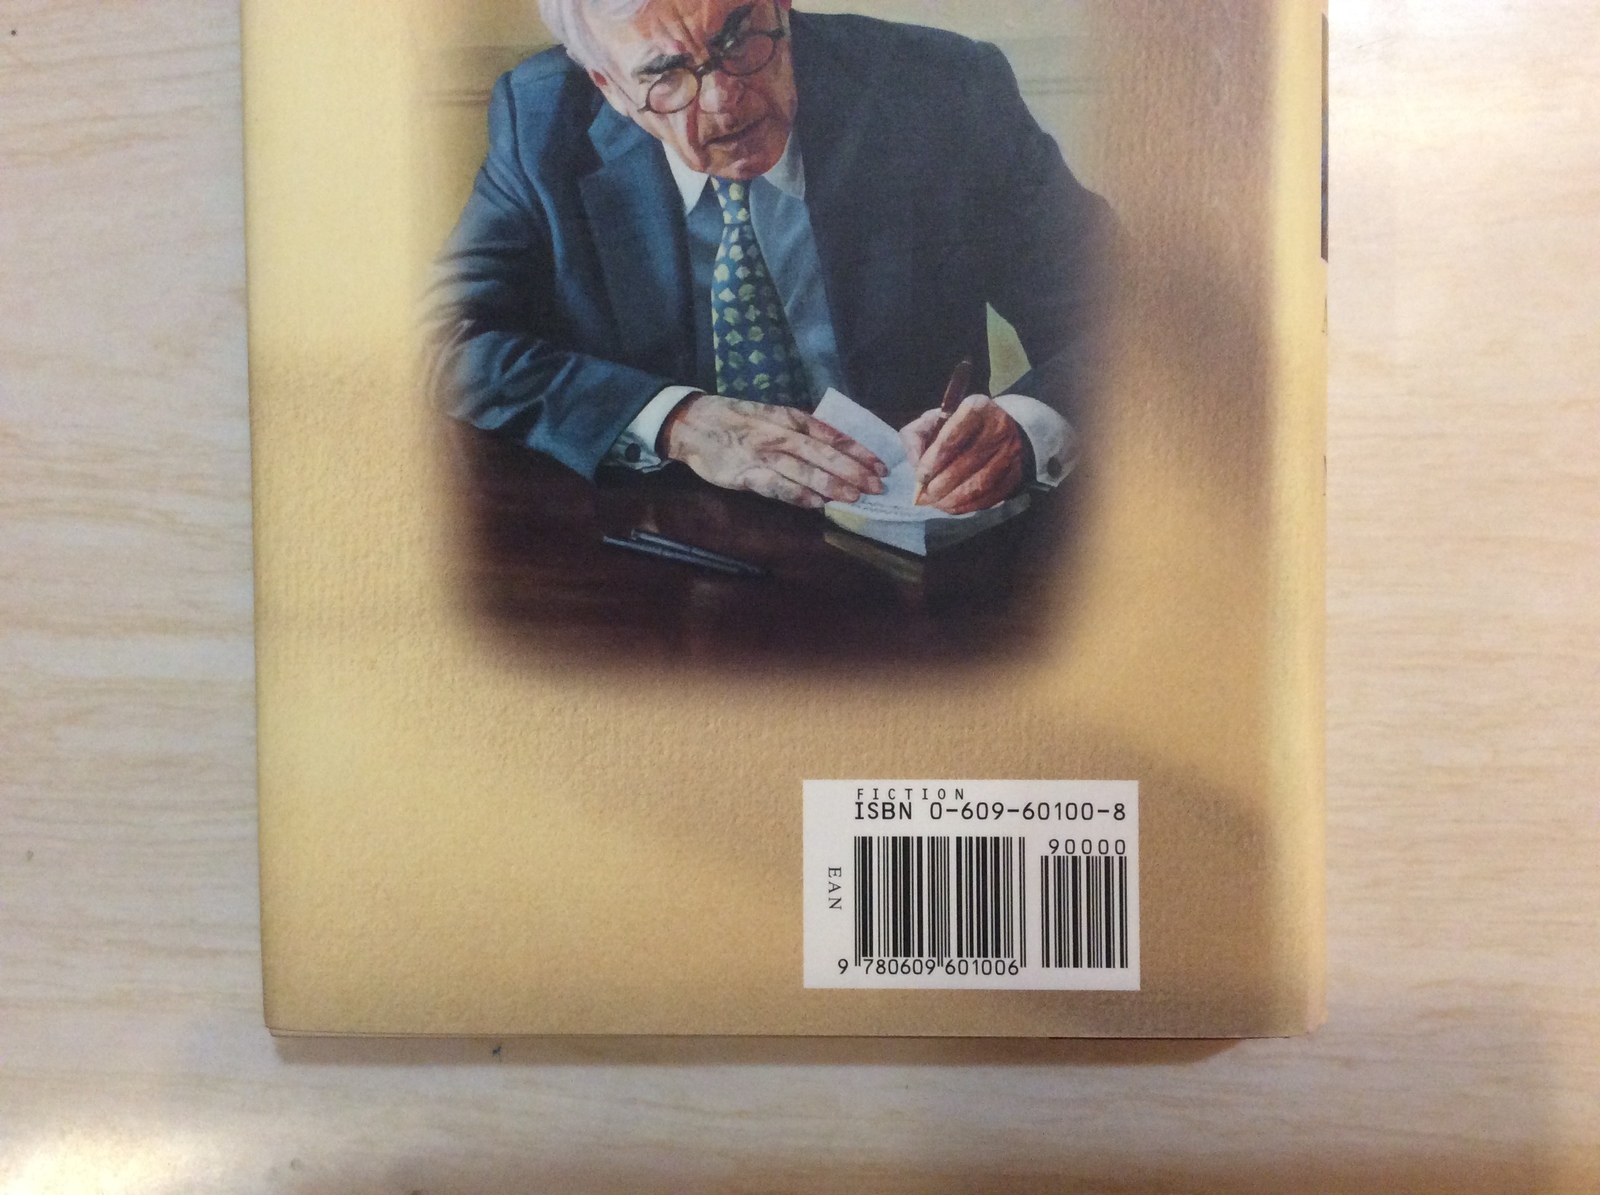 FICTION
ISBN 0-609-60100-8
90000
EAN
9 780609 601006